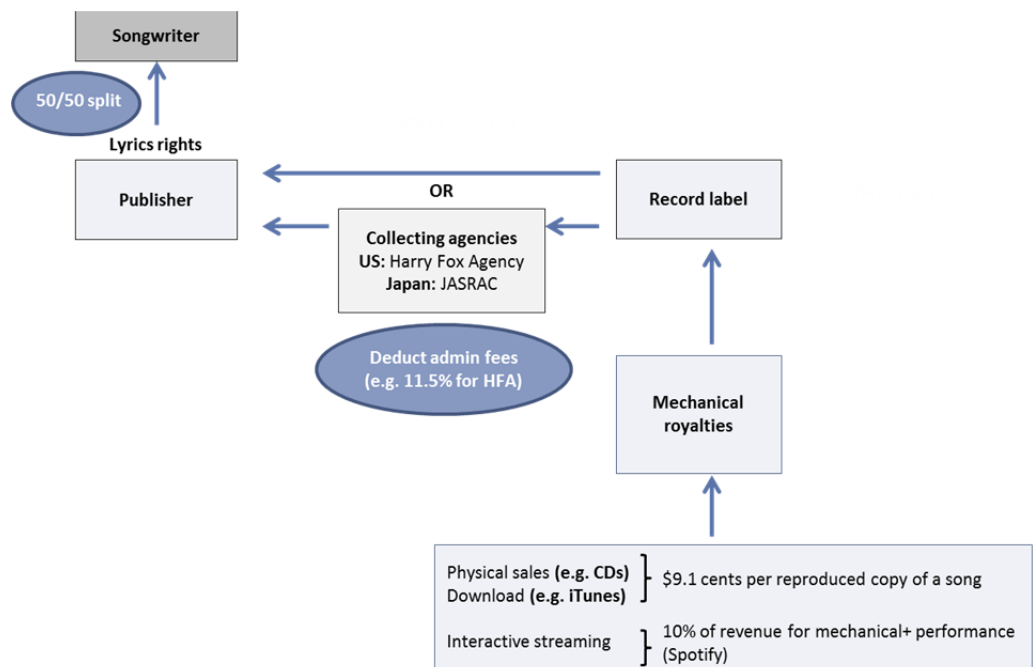 Songwriter
50/50 split
Lyrics rights
Publisher
OR
Record label
Collecting agencies
US: Harry Fox Agency
Japan: JASRAC
Deduct admin fees
(e.g. 11.5% for HFA)
Mechanical
royalties
Physical sales (e.g. CDs)
Download (e.g. iTunes)
$9.1 cents per reproduced copy of a song
Interactive streaming
10% of revenue for mechanical+ performance
(Spotify)